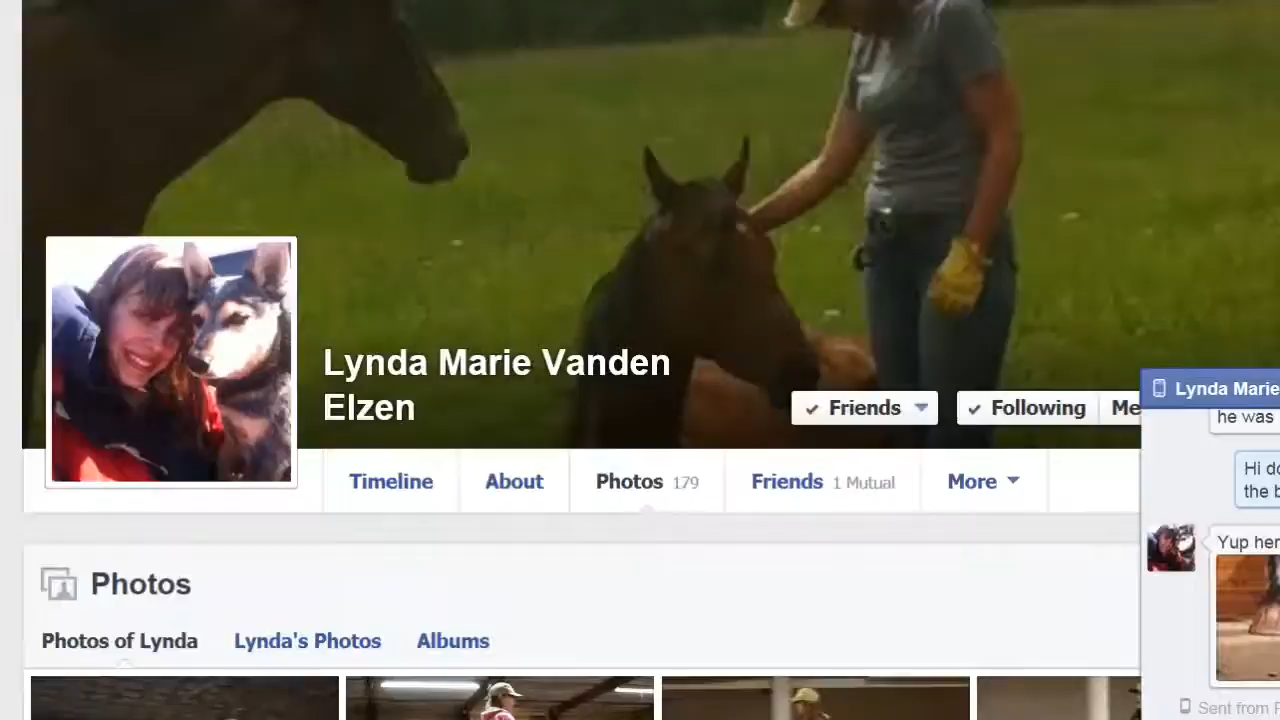 Lynda Marie Vanden
Elzen
Friends
Following
Me
Timeline
About
Photos 179
Friends 1 Mutual
More
Photos
Photos of Lynda
Lynda's Photos
Albums
Lynda Marie
he was
Hi do
the b
Yup her
Sent from